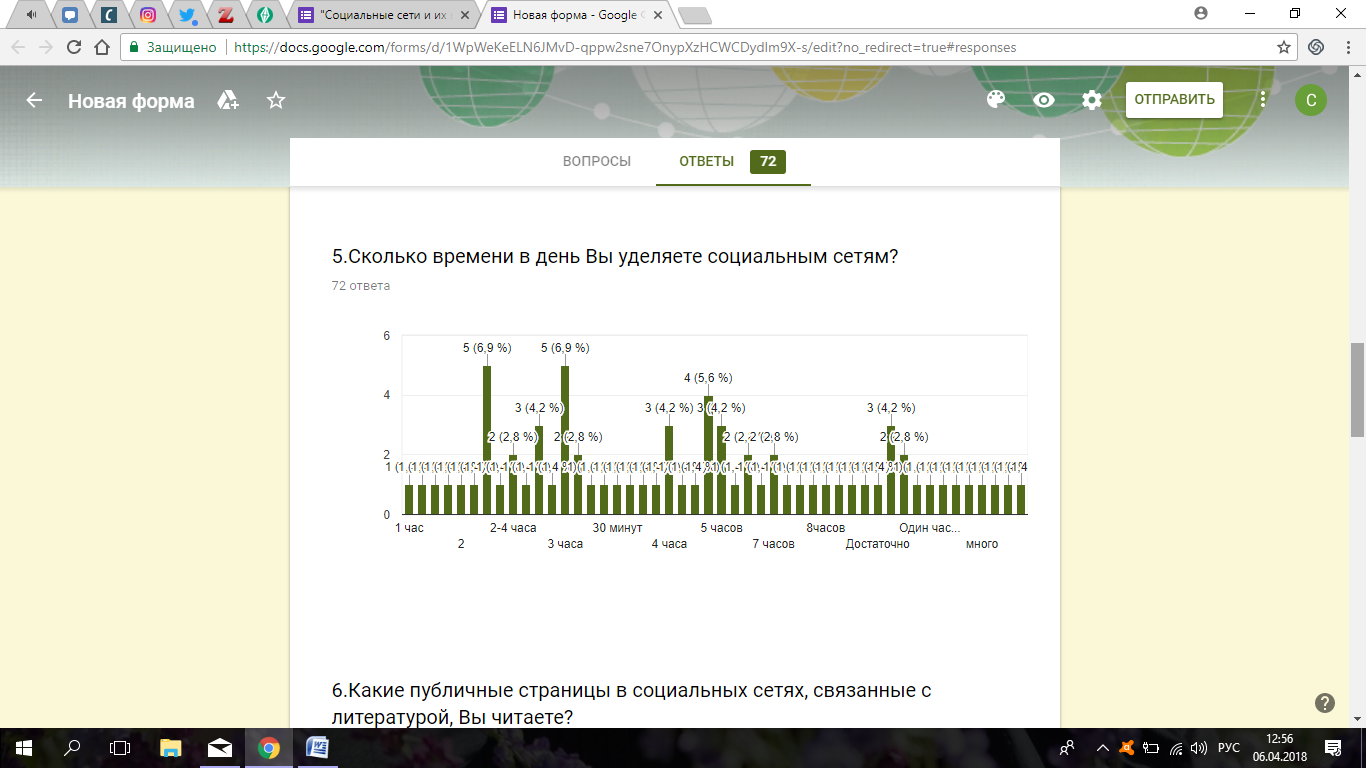 "Социальные сети и их
Новая форма - Google
Защищено
https://docs.google.com/forms/d/1WpWeKeELN6JMvD-qppw2sne7OnypXzHCWCDydlm9X-s/edit?no_redirect=true#responses
Новая форма
ОТПРАВИТЬ
С
ВОПРОСЫ
ОТВЕТЫ
72
5.Сколько времени в день Вы уделяете социальным сетям?
72 ответа
6
5 (6,9 %) 5 (6,9 %)
4 (5,6 %)
4
3 (4,2 %) 3 (4,2 %) 3 (4,2 %) 3 (4,2 %)
2 (2,8 %) 2 (2,8 %) 2 (2,8 %) 2 (2,8 %)
2
0
1 час 2-4 часа 30 минут 5 часов 8часов Один час...
2 3 часа 4 часа 7 часов Достаточно много
6.Какие публичные страницы в социальных сетях, связанные с
литературой, Вы читаете?
РУС
12:56
06.04.2018